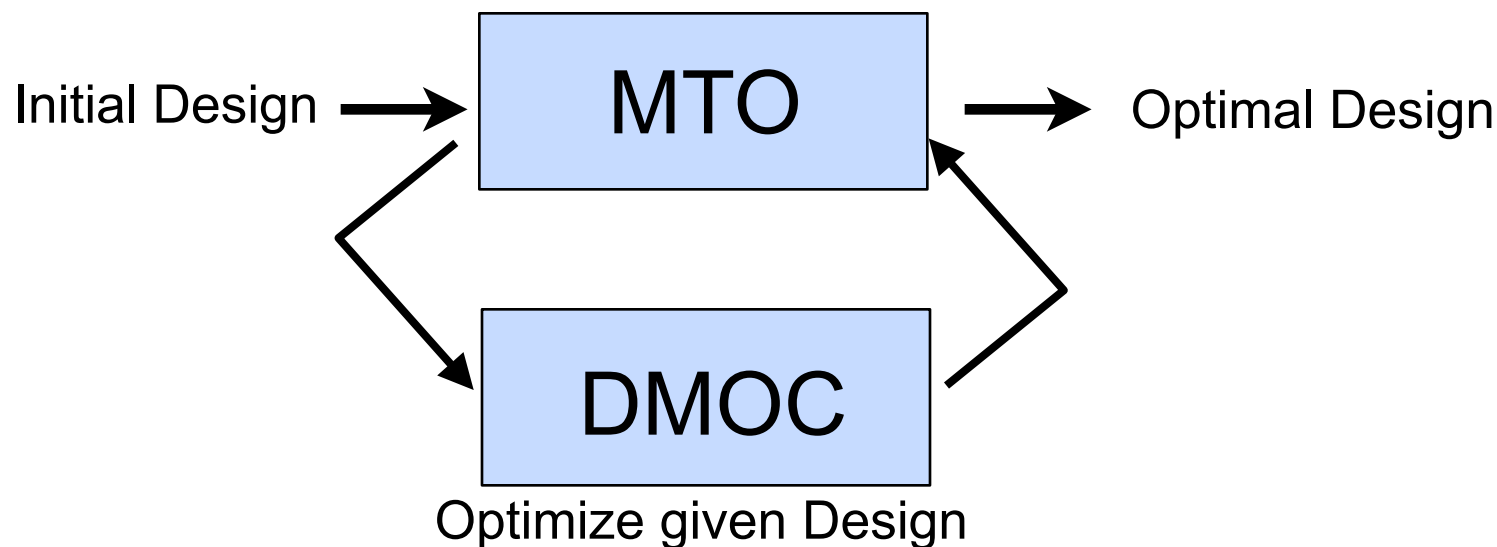 Initial Design
MTO
Optimal Design
DMOC
Optimize given Design